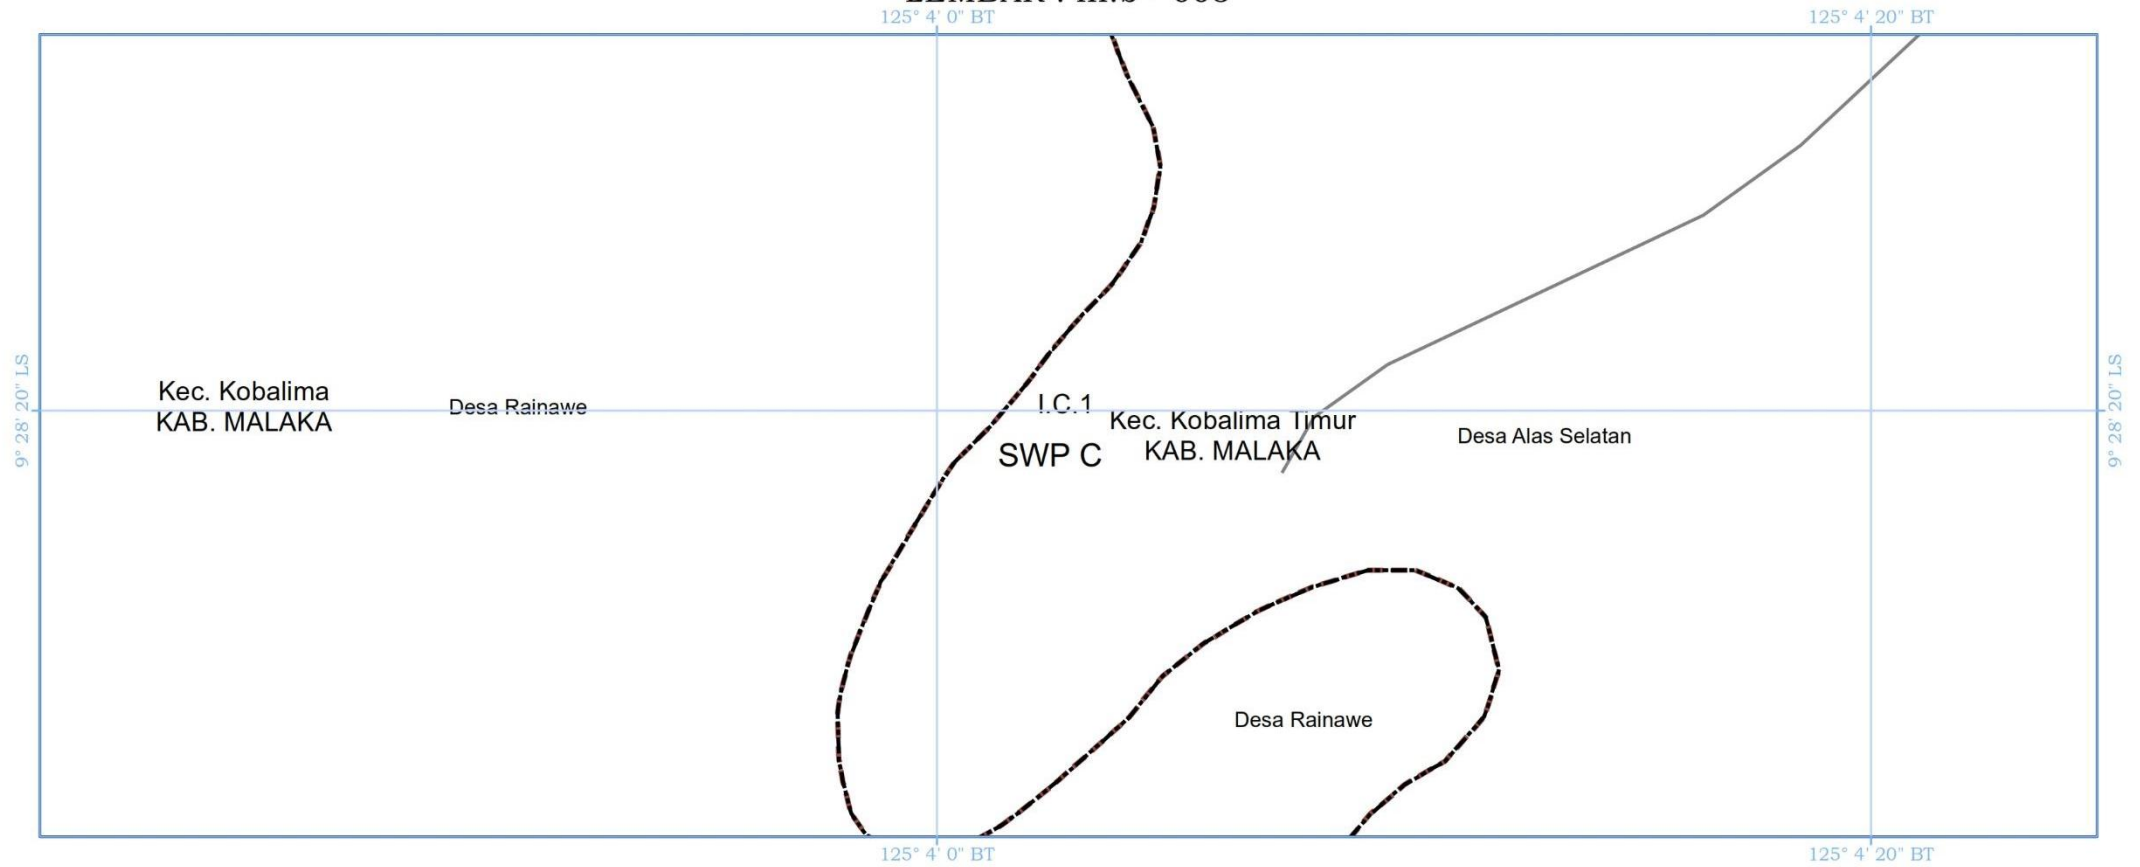 125° 4' 0" BT
125° 4' 20" BT
9° 28' 20" LS
Kec. Kobalima
KAB. MALAKA
Desa Rainawe
I.C.1
SWP C
Kec. Kobalima Timur
KAB. MALAKA
Desa Alas Selatan
9° 28' 20" LS
Desa Rainawe
125° 4' 0" BT
125° 4' 20" BT